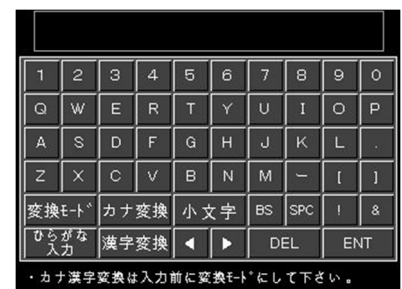 1 2 3 4 5 6 7 8 9 0
Q W E R T Y U I O P
A S D F G H J K L .
Z X C V B N M ー [ ]
変換ﾓｰﾄﾞ カナ変換 小文字 BS SPC ! &
ひらがな入力 漢字変換 ◀ ▶ DEL ENT
・カナ漢字変換は入力前に変換ﾓｰﾄﾞにして下さい。